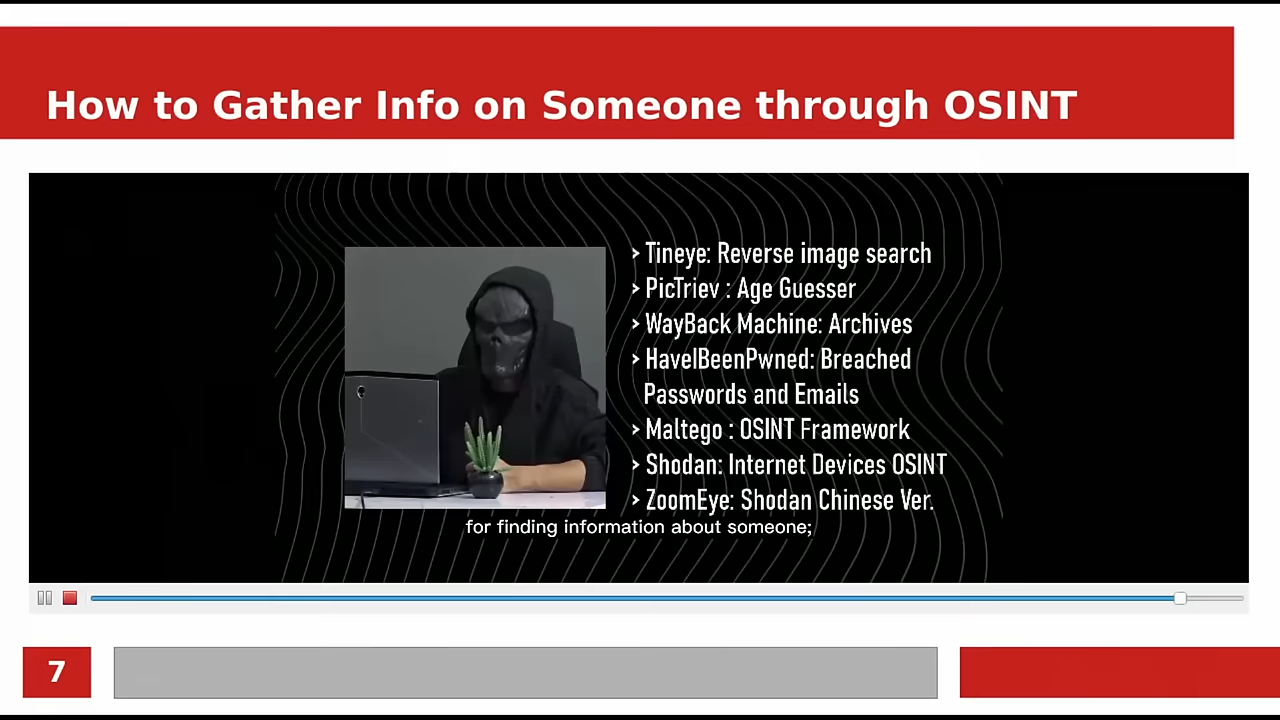 How to Gather Info on Someone through OSINT
> Tineye: Reverse image search
> PicTriev : Age Guesser
> WayBack Machine: Archives
> HaveIBeenPwned: Breached
Passwords and Emails
> Maltego : OSINT Framework
> Shodan: Internet Devices OSINT
> ZoomEye: Shodan Chinese Ver.
for finding information about someone;
7